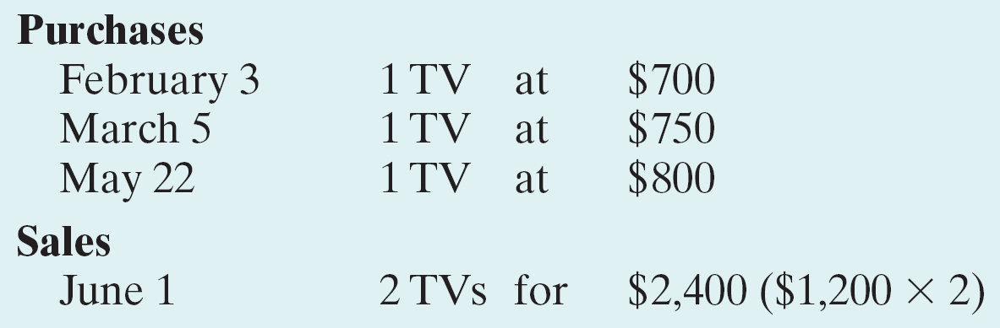 Purchases
February 3 1 TV at $700
March 5 1 TV at $750
May 22 1 TV at $800
Sales
June 1 2 TVs for $2,400 ($1,200 × 2)